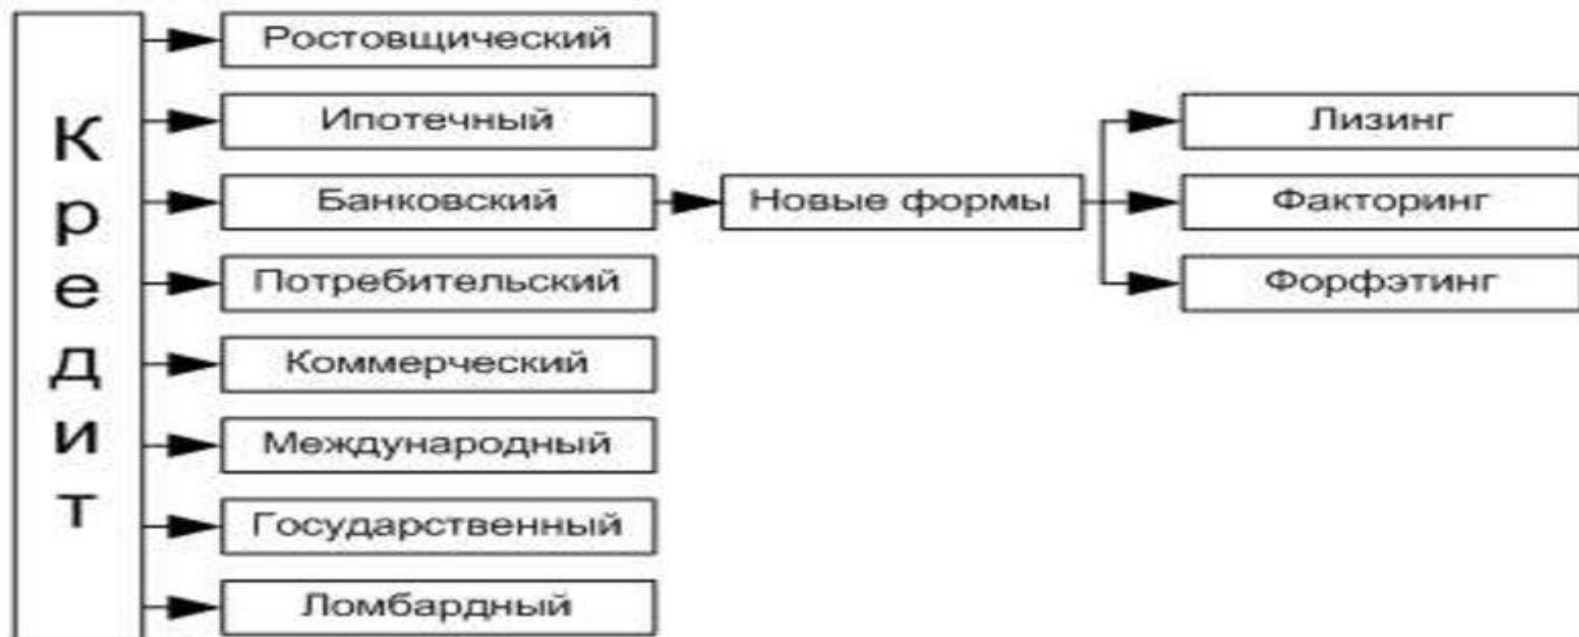 Кредит
Ростовщический
Ипотечный
Банковский
Потребительский
Коммерческий
Международный
Государственный
Ломбардный
Новые формы
Лизинг
Факторинг
Форфэтинг